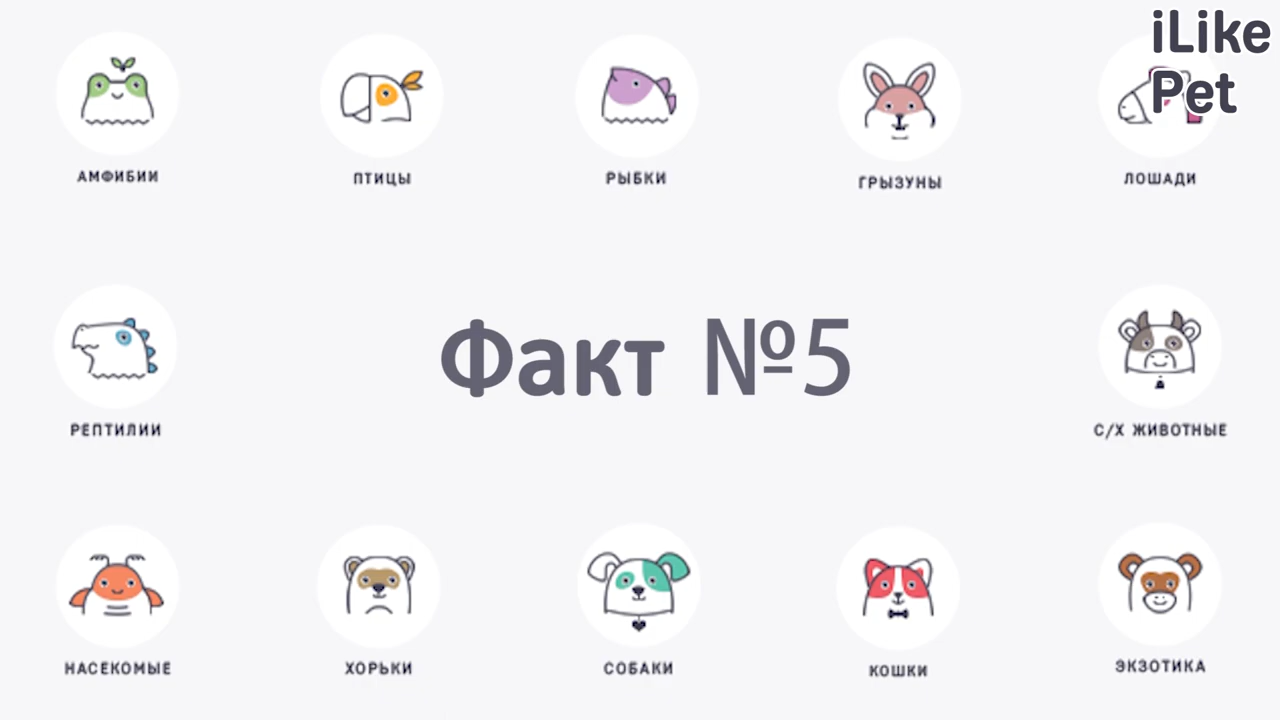 iLike
Pet
АМФИБИИ
ПТИЦЫ
РЫБКИ
ГРЫЗУНЫ
ЛОШАДИ
РЕПТИЛИИ
Факт №5
С/Х ЖИВОТНЫЕ
НАСЕКОМЫЕ
ХОРЬКИ
СОБАКИ
КОШКИ
ЭКЗОТИКА